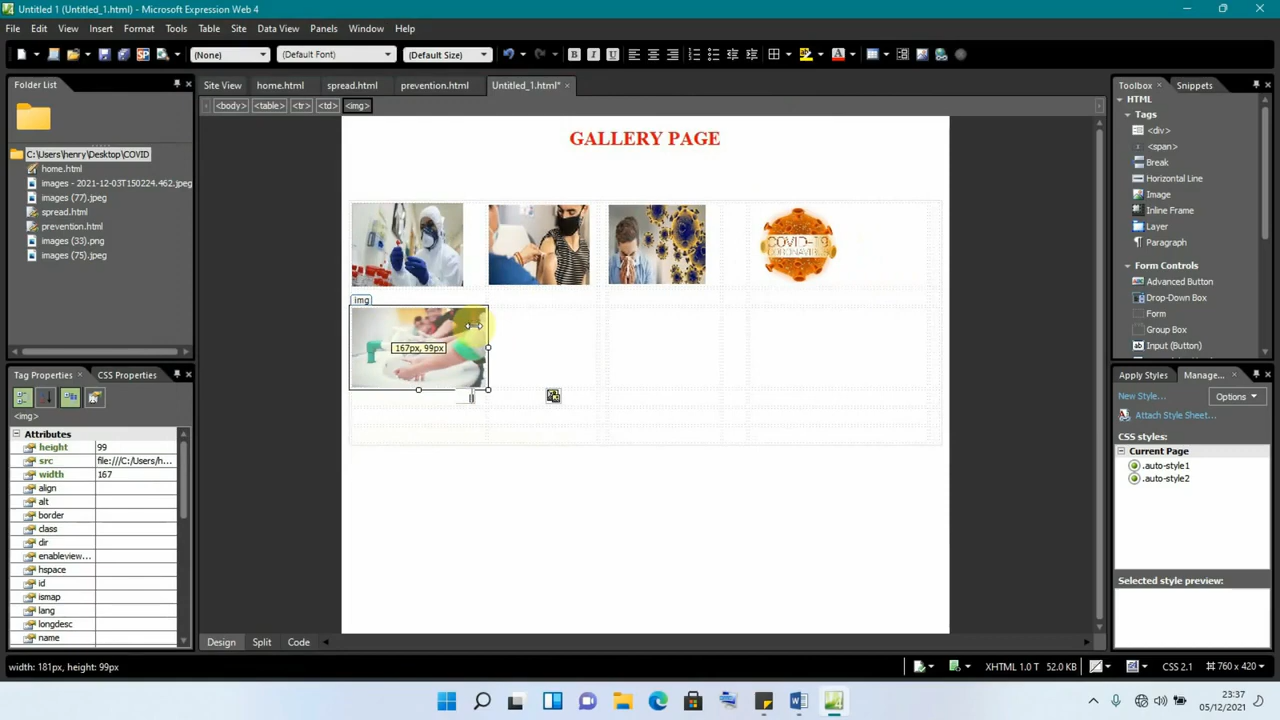 Untitled 1 (Untitled_1.html) - Microsoft Expression Web 4
File Edit View Insert Format Tools Table Site Data View Panels Window Help
(None) (Default Font) (Default Size) B I U A
Folder List
Site View home.html spread.html prevention.html Untitled_1.html*
<body> <table> <tr> <td> <img>
Toolbox Snippets
C:\Users\henry\Desktop\COVID
home.html
images - 2021-12-03T150224.462.jpeg
images (77).jpeg
spread.html
prevention.html
images (33).png
images (75).jpeg
GALLERY PAGE
COVID-19
CORONAVIRUS
img
167px, 99px
HTML
Tags
<div>
<span>
Break
Horizontal Line
Image
Inline Frame
Layer
Paragraph
Form Controls
Advanced Button
Drop-Down Box
Form
Group Box
Input (Button)
Tag Properties CSS Properties
<img>
Attributes
height 99
src file:///C:/Users/h...
width 167
align
alt
border
class
dir
enableview...
hspace
id
ismap
lang
longdesc
name
Apply Styles Manage...
New Style... Options
Attach Style Sheet...
CSS styles:
Current Page
.auto-style1
.auto-style2
Selected style preview:
Design Split Code
width: 181px, height: 99px
XHTML 1.0 T 52.0 KB CSS 2.1 760 x 420
23:37
05/12/2021